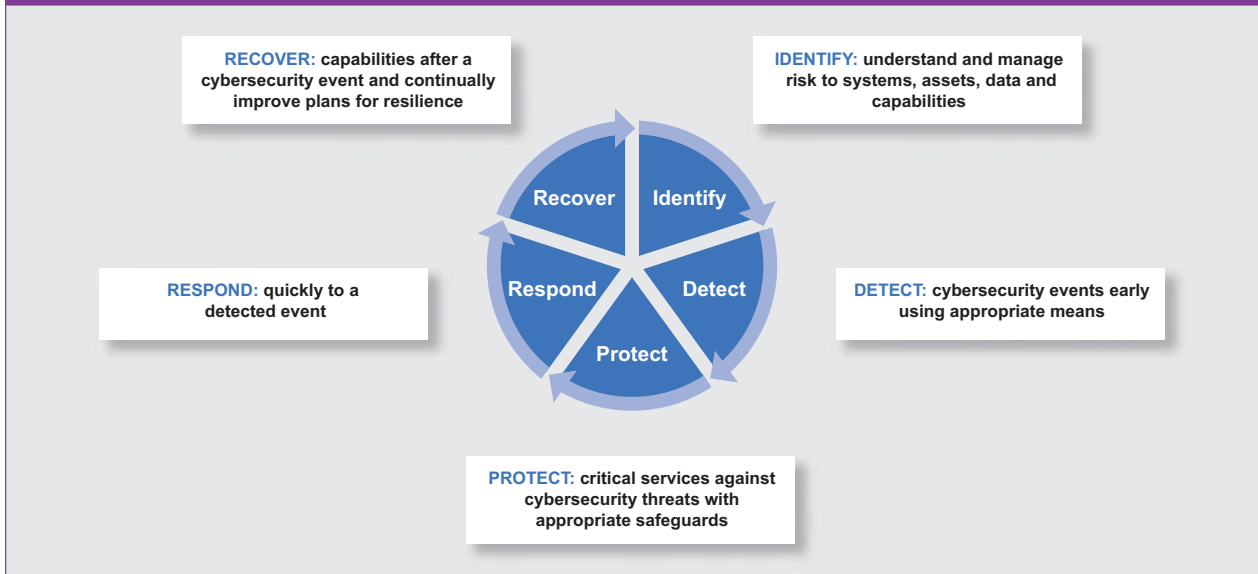 RECOVER: capabilities after a
cybersecurity event and continually
improve plans for resilience
IDENTIFY: understand and manage
risk to systems, assets, data and
capabilities
Recover
Identify
Respond
Detect
Protect
RESPOND: quickly to a
detected event
DETECT: cybersecurity events early
using appropriate means
PROTECT: critical services against
cybersecurity threats with
appropriate safeguards